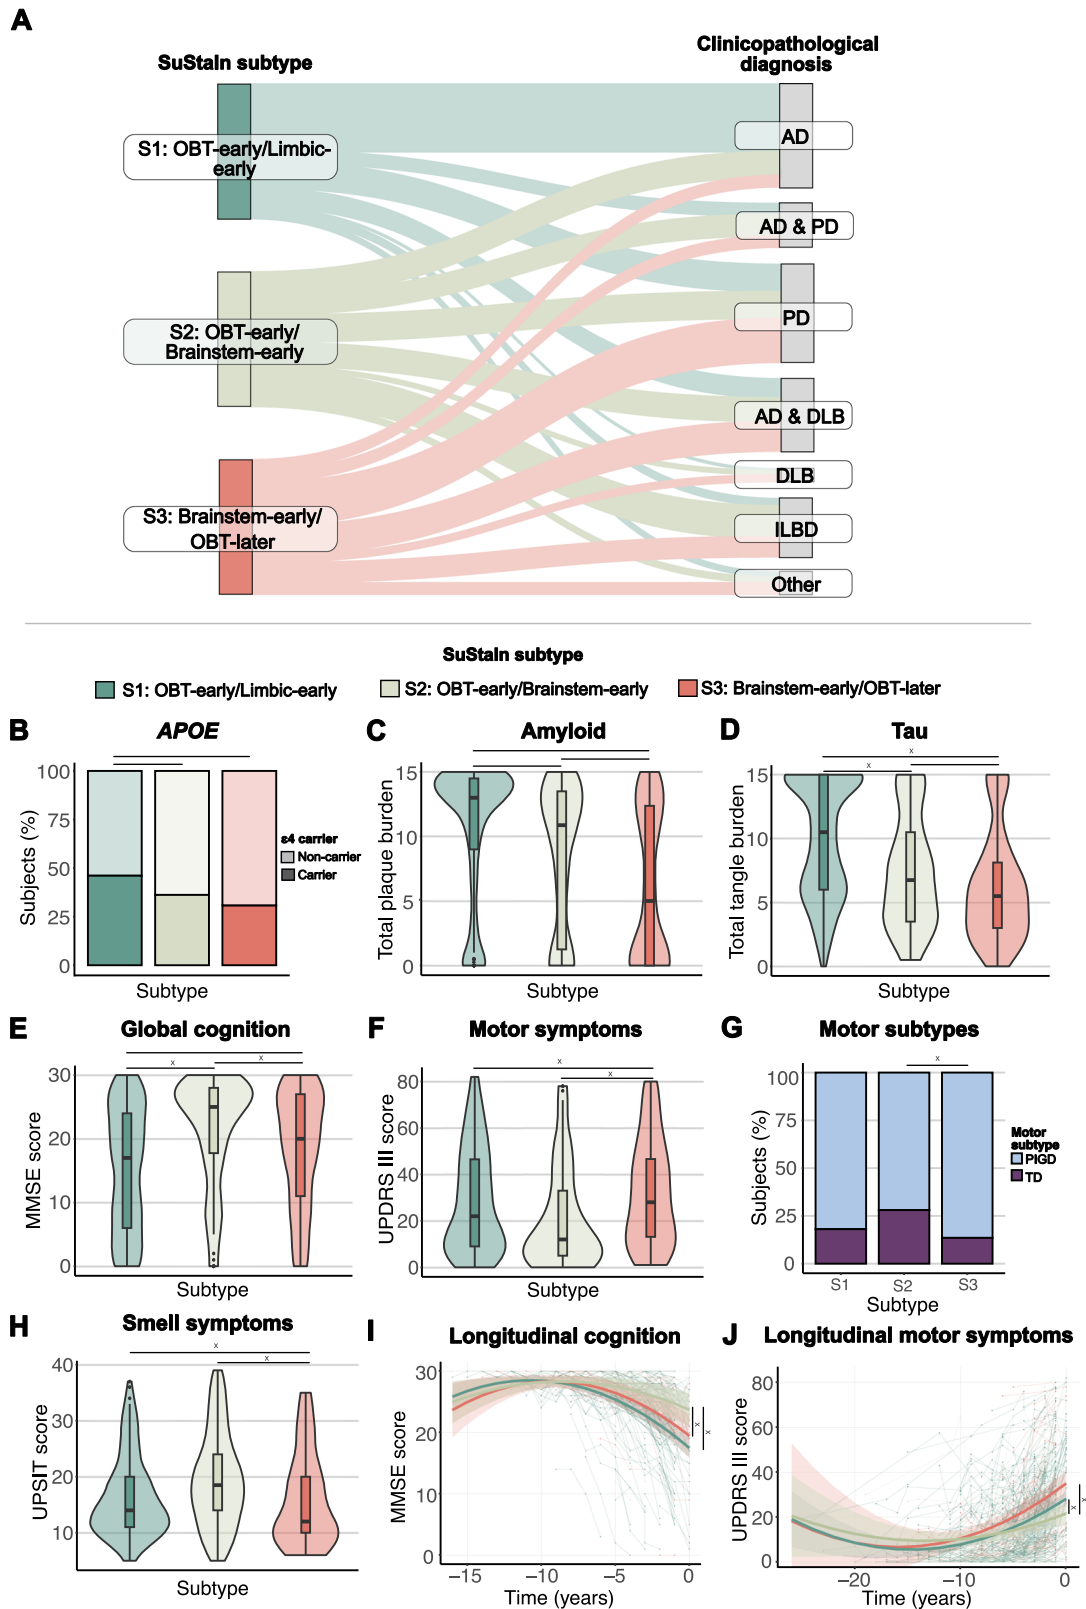 A
SuStaIn subtype
Clinicopathological
diagnosis
S1: OBT-early/Limbic-
early
S2: OBT-early/
Brainstem-early
S3: Brainstem-early/
OBT-later
AD
AD & PD
PD
AD & DLB
DLB
ILBD
Other
SuStaIn subtype
S1: OBT-early/Limbic-early
S2: OBT-early/Brainstem-early
S3: Brainstem-early/OBT-later
B
APOE
Subjects (%)
100
75
50
25
0
Subtype
ε4 carrier
Non-carrier
Carrier
C
Amyloid
Total plaque burden
15
10
5
0
Subtype
D
Tau
Total tangle burden
15
10
5
0
x
x
Subtype
E
Global cognition
MMSE score
30
20
10
0
x
x
Subtype
F
Motor symptoms
UPDRS III score
80
60
40
20
0
x
x
Subtype
G
Motor subtypes
Subjects (%)
100
75
50
25
0
x
S1
S2
S3
Subtype
Motor
subtype
PIGD
TD
H
Smell symptoms
UPSIT score
40
30
20
10
x
x
Subtype
I
Longitudinal cognition
MMSE score
30
20
10
0
−15
−10
−5
0
x
x
Time (years)
J
Longitudinal motor symptoms
UPDRS III score
80
60
40
20
0
−20
−10
0
x
x
Time (years)